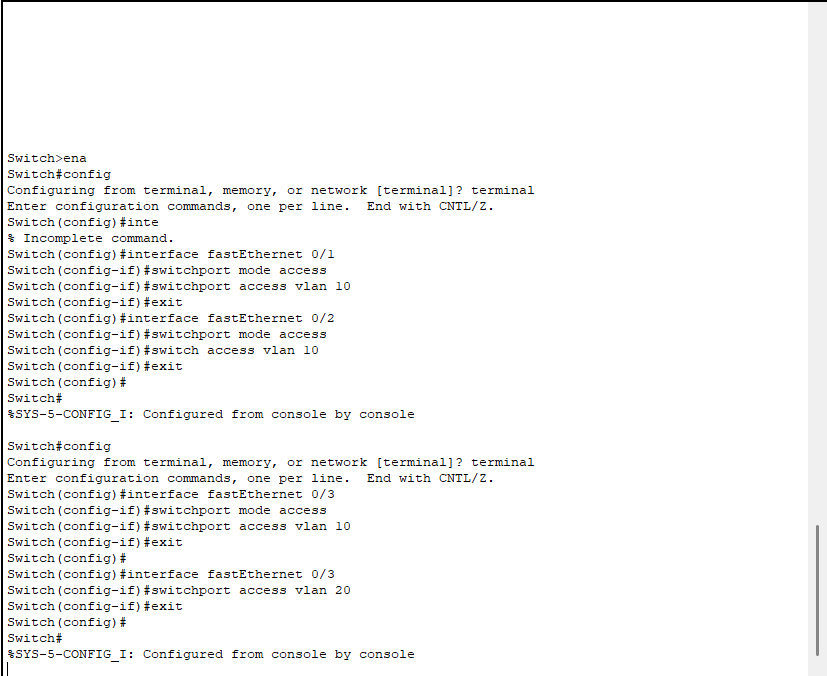 Switch>ena
Switch#config
Configuring from terminal, memory, or network [terminal]? terminal
Enter configuration commands, one per line.  End with CNTL/Z.
Switch(config)#inte
% Incomplete command.
Switch(config)#interface fastEthernet 0/1
Switch(config-if)#switchport mode access
Switch(config-if)#switchport access vlan 10
Switch(config-if)#exit
Switch(config)#interface fastEthernet 0/2
Switch(config-if)#switchport mode access
Switch(config-if)#switch access vlan 10
Switch(config-if)#exit
Switch(config)#
Switch#
%SYS-5-CONFIG_I: Configured from console by console
Switch#config
Configuring from terminal, memory, or network [terminal]? terminal
Enter configuration commands, one per line.  End with CNTL/Z.
Switch(config)#interface fastEthernet 0/3
Switch(config-if)#switchport mode access
Switch(config-if)#switchport access vlan 10
Switch(config-if)#exit
Switch(config)#
Switch(config)#interface fastEthernet 0/3
Switch(config-if)#switchport access vlan 20
Switch(config-if)#exit
Switch(config)#
Switch#
%SYS-5-CONFIG_I: Configured from console by console